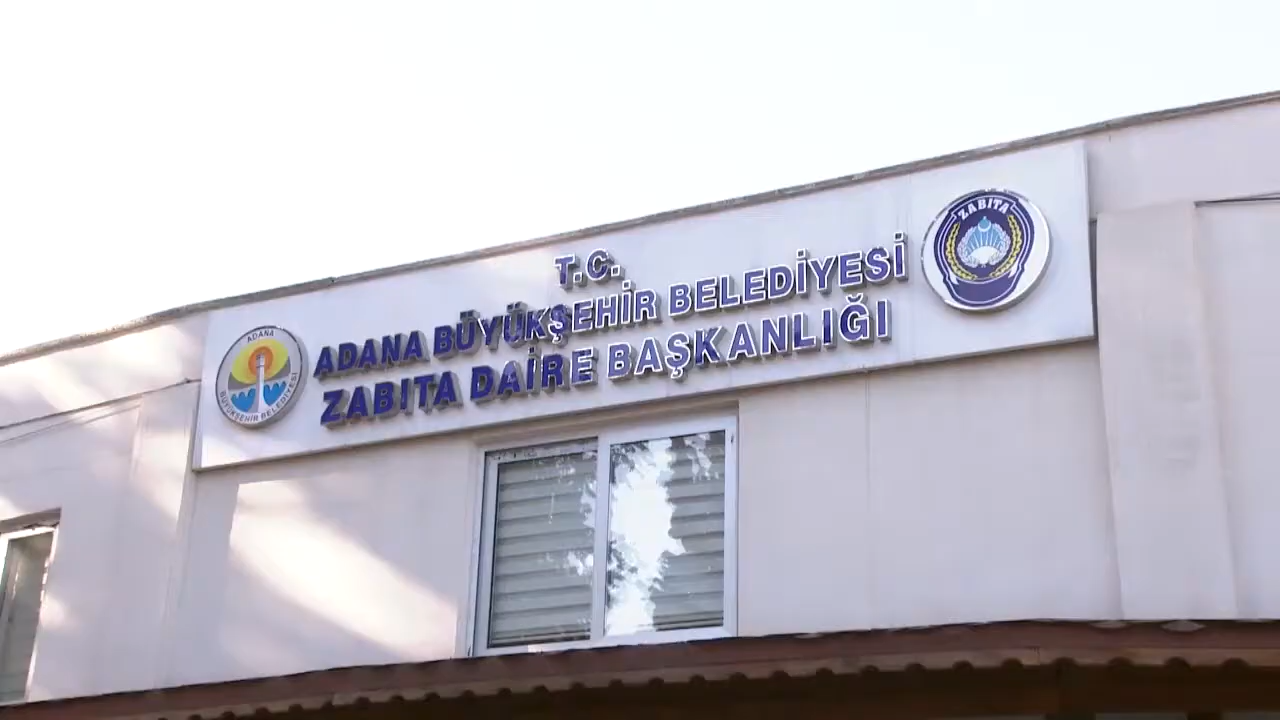 T.C.
ADANA BÜYÜKŞEHİR BELEDİYESİ
ZABITA DAİRE BAŞKANLIĞI
ADANA
BÜYÜKŞEHİR BELEDİYESİ
ZABITA